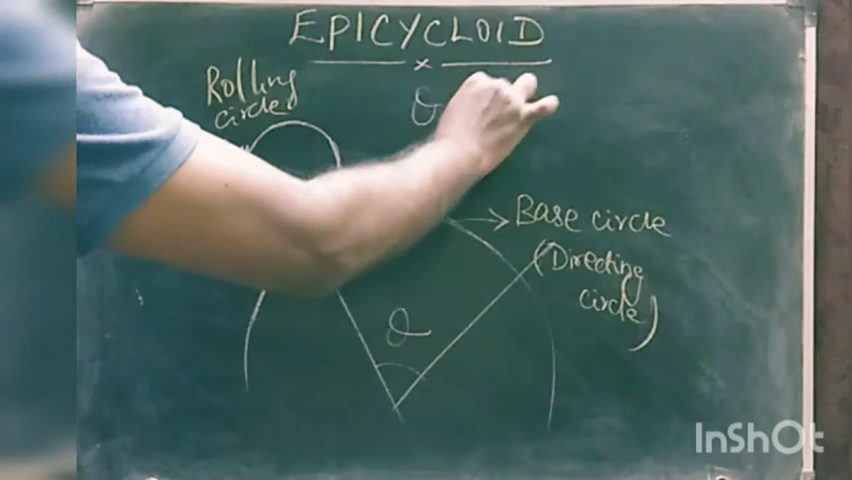 EPICYCLOID
×
Rolling
circle
θ
Base circle
(Directing
circle)
θ
InShOt